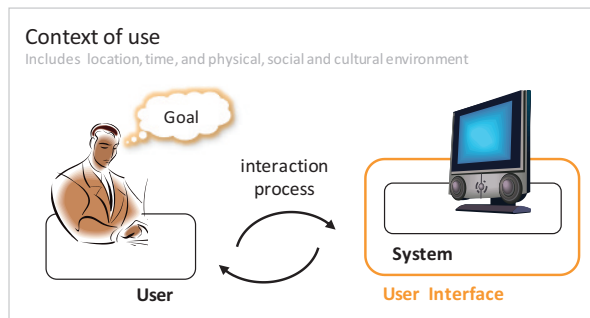 Context of use
Includes location, time, and physical, social and cultural environment
Goal
interaction
process
System
User
User Interface